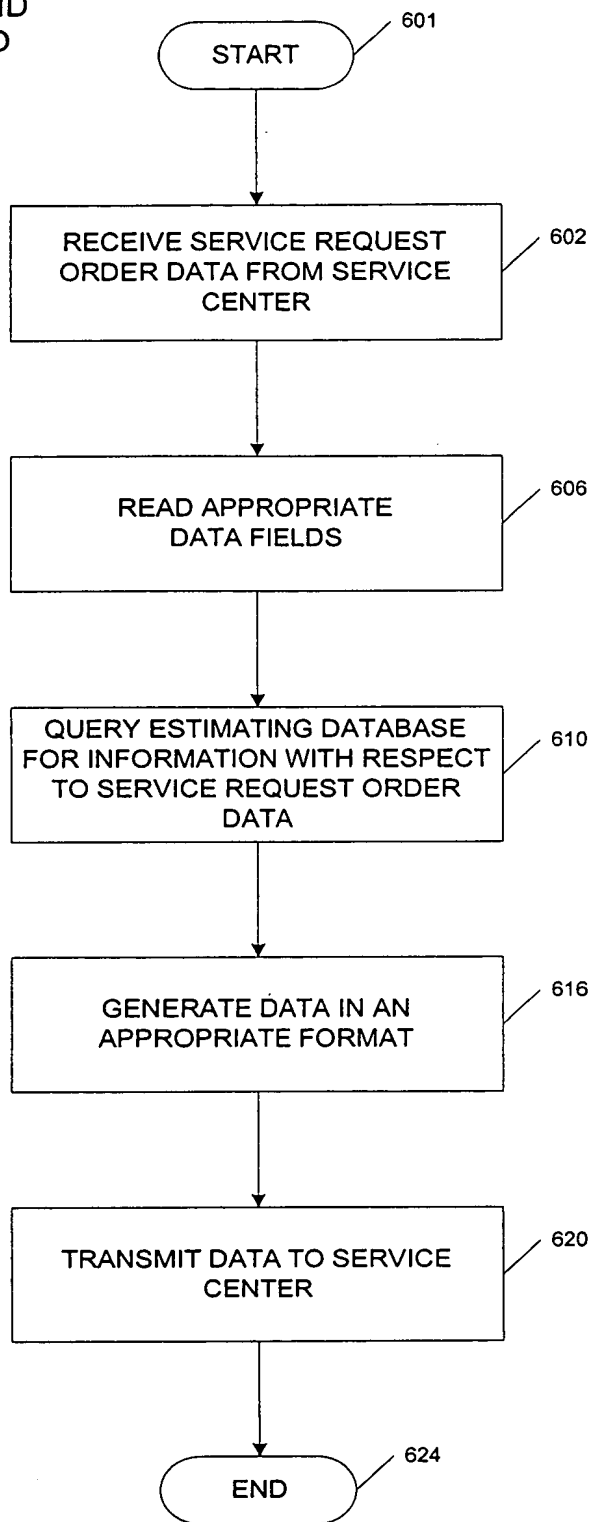 START
601
RECEIVE SERVICE REQUEST
ORDER DATA FROM SERVICE
CENTER
602
READ APPROPRIATE
DATA FIELDS
606
QUERY ESTIMATING DATABASE
FOR INFORMATION WITH RESPECT
TO SERVICE REQUEST ORDER
DATA
610
GENERATE DATA IN AN
APPROPRIATE FORMAT
616
TRANSMIT DATA TO SERVICE
CENTER
620
END
624